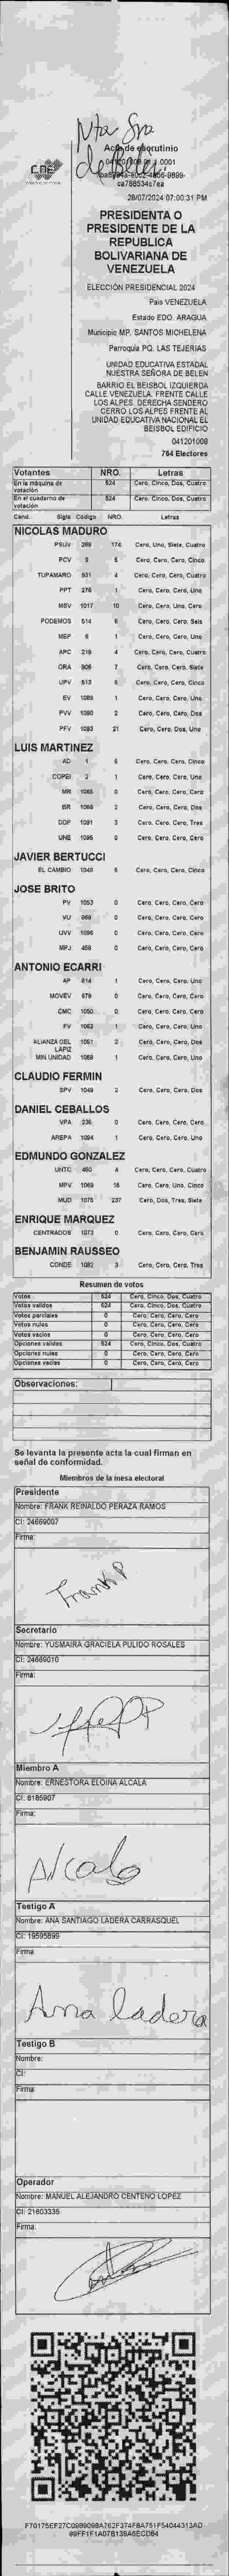 Nta Sra
de Belén
Acta de escrutinio
CNE
ca788534c7ea
28/07/2024 07:00:31 PM
PRESIDENTA O
PRESIDENTE DE LA
REPUBLICA
BOLIVARIANA DE
VENEZUELA
ELECCIÓN PRESIDENCIAL 2024
País VENEZUELA
Estado EDO. ARAGUA
Municipio MP. SANTOS MICHELENA
Parroquia PQ. LAS TEJERIAS
UNIDAD EDUCATIVA ESTADAL
NUESTRA SEÑORA DE BELEN
BARRIO EL BEISBOL IZQUIERDA
CALLE VENEZUELA. FRENTE CALLE
LOS ALPES. DERECHA SENDERO
CERRO LOS ALPES FRENTE AL
UNIDAD EDUCATIVA NACIONAL EL
BEISBOL EDIFICIO
041201008
784 Electores
Votantes NRO. Letras
En la máquina de votación 524 Cero, Cinco, Dos, Cuatro
En el cuaderno de votación 524 Cero, Cinco, Dos, Cuatro
Cand. Sigla Código NRO. Letras
NICOLAS MADURO
PSUV 269 174 Cero, Uno, Siete, Cuatro
PCV 9 5 Cero, Cero, Cero, Cinco
TUPAMARO 931 4 Cero, Cero, Cero, Cuatro
PPT 276 1 Cero, Cero, Cero, Uno
MSV 1017 10 Cero, Cero, Uno, Cero
PODEMOS 514 6 Cero, Cero, Cero, Seis
MEP 6 1 Cero, Cero, Cero, Uno
APC 219 4 Cero, Cero, Cero, Cuatro
ORA 906 7 Cero, Cero, Cero, Siete
UPV 513 5 Cero, Cero, Cero, Cinco
EV 1089 1 Cero, Cero, Cero, Uno
PVV 1090 2 Cero, Cero, Cero, Dos
PFV 1093 21 Cero, Cero, Dos, Uno
LUIS MARTINEZ
AD 1 5 Cero, Cero, Cero, Cinco
COPEI 2 1 Cero, Cero, Cero, Uno
MR 1065 0 Cero, Cero, Cero, Cero
BR 1066 2 Cero, Cero, Cero, Dos
DDP 1091 3 Cero, Cero, Cero, Tres
UNE 1095 0 Cero, Cero, Cero, Cero
JAVIER BERTUCCI
EL CAMBIO 1048 5 Cero, Cero, Cero, Cinco
JOSE BRITO
PV 1053 0 Cero, Cero, Cero, Cero
VU 969 0 Cero, Cero, Cero, Cero
UVV 1096 0 Cero, Cero, Cero, Cero
MPJ 458 0 Cero, Cero, Cero, Cero
ANTONIO ECARRI
AP 614 1 Cero, Cero, Cero, Uno
MOVEV 679 0 Cero, Cero, Cero, Cero
CMC 1050 0 Cero, Cero, Cero, Cero
FV 1062 1 Cero, Cero, Cero, Uno
ALIANZA DEL LAPIZ 1051 2 Cero, Cero, Cero, Dos
MIN UNIDAD 1088 1 Cero, Cero, Cero, Uno
CLAUDIO FERMIN
SPV 1049 2 Cero, Cero, Cero, Dos
DANIEL CEBALLOS
VPA 236 0 Cero, Cero, Cero, Cero
AREPA 1094 1 Cero, Cero, Cero, Uno
EDMUNDO GONZALEZ
UNTC 460 4 Cero, Cero, Cero, Cuatro
MPV 1069 15 Cero, Cero, Uno, Cinco
MUD 1075 237 Cero, Dos, Tres, Siete
ENRIQUE MARQUEZ
CENTRADOS 1073 0 Cero, Cero, Cero, Cero
BENJAMIN RAUSSEO
CONDE 1082 3 Cero, Cero, Cero, Tres
Resumen de votos
Votos 524 Cero, Cinco, Dos, Cuatro
Votos validos 524 Cero, Cinco, Dos, Cuatro
Votos parciales 0 Cero, Cero, Cero, Cero
Votos nulos 0 Cero, Cero, Cero, Cero
Votos vacios 0 Cero, Cero, Cero, Cero
Opciones validas 524 Cero, Cinco, Dos, Cuatro
Opciones nulas 0 Cero, Cero, Cero, Cero
Opciones vacias 0 Cero, Cero, Cero, Cero
Observaciones:
Se levanta la presente acta la cual firman en
señal de conformidad.
Miembros de la mesa electoral
Presidente
Nombre: FRANK REINALDO PERAZA RAMOS
CI: 24669007
Firma:
Frank P
Secretario
Nombre: YUSMAIRA GRACIELA PULIDO ROSALES
CI: 24669010
Firma:
Miembro A
Nombre: ERNESTORA ELOINA ALCALA
CI: 6185907
Firma:
Alcala
Testigo A
Nombre: ANA SANTIAGO LADERA CARRASQUEL
CI: 19595899
Firma:
Ana ladera
Testigo B
Nombre:
CI:
Firma:
Operador
Nombre: MANUEL ALEJANDRO CENTENO LOPEZ
CI: 21603335
Firma: